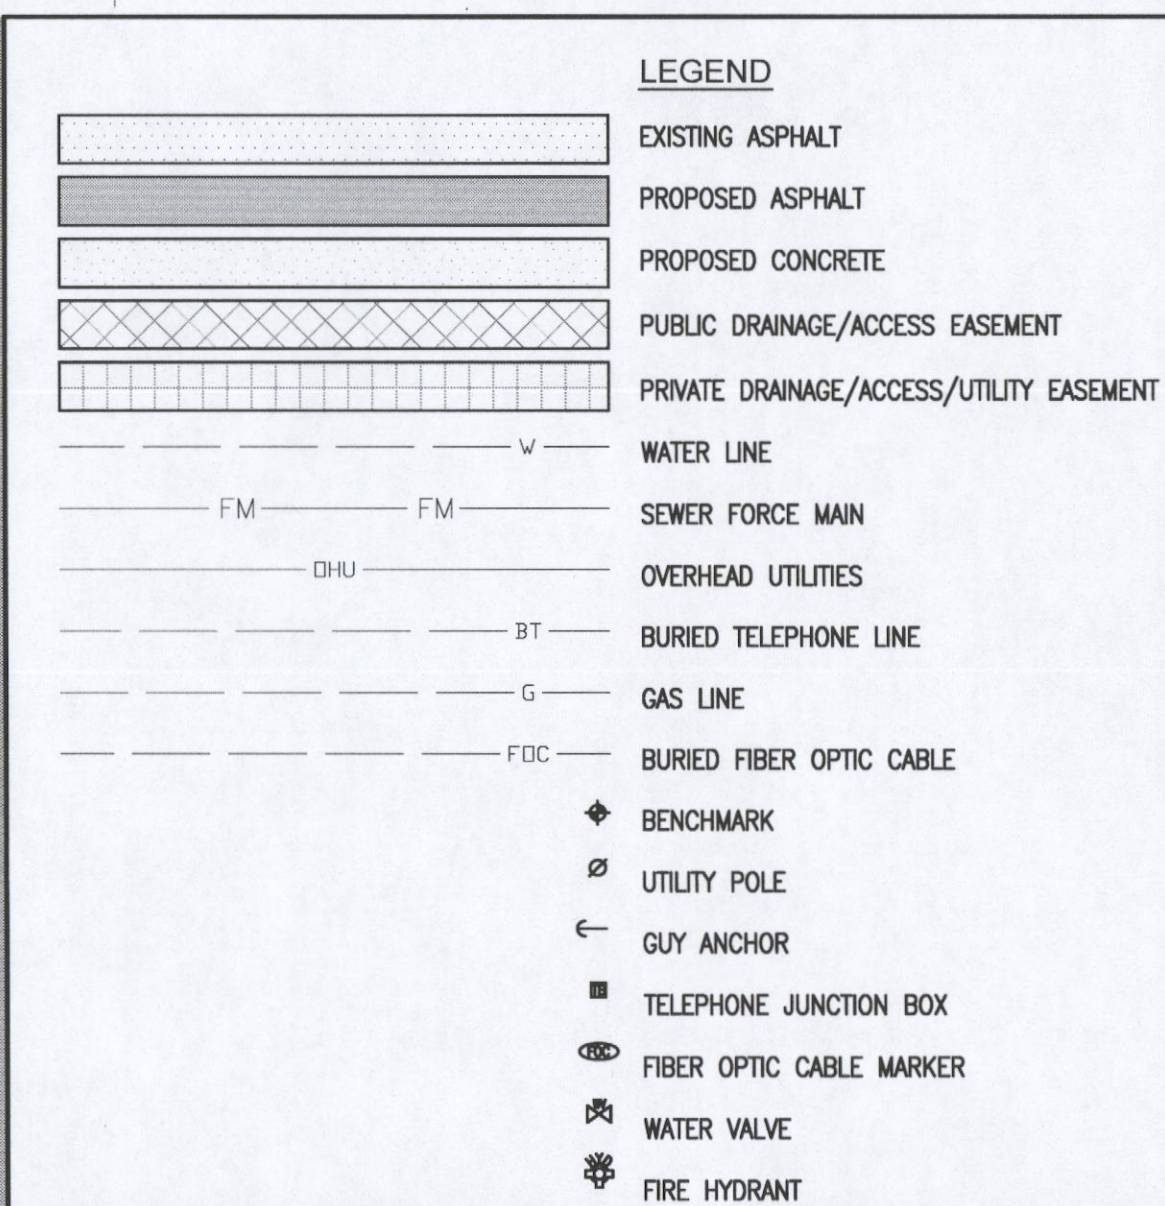 LEGEND
EXISTING ASPHALT
PROPOSED ASPHALT
PROPOSED CONCRETE
PUBLIC DRAINAGE/ACCESS EASEMENT
PRIVATE DRAINAGE/ACCESS/UTILITY EASEMENT
W WATER LINE
FM FM SEWER FORCE MAIN
OHU OVERHEAD UTILITIES
BT BURIED TELEPHONE LINE
G GAS LINE
FOC BURIED FIBER OPTIC CABLE
BENCHMARK
UTILITY POLE
GUY ANCHOR
TELEPHONE JUNCTION BOX
FOC FIBER OPTIC CABLE MARKER
W WATER VALVE
FIRE HYDRANT